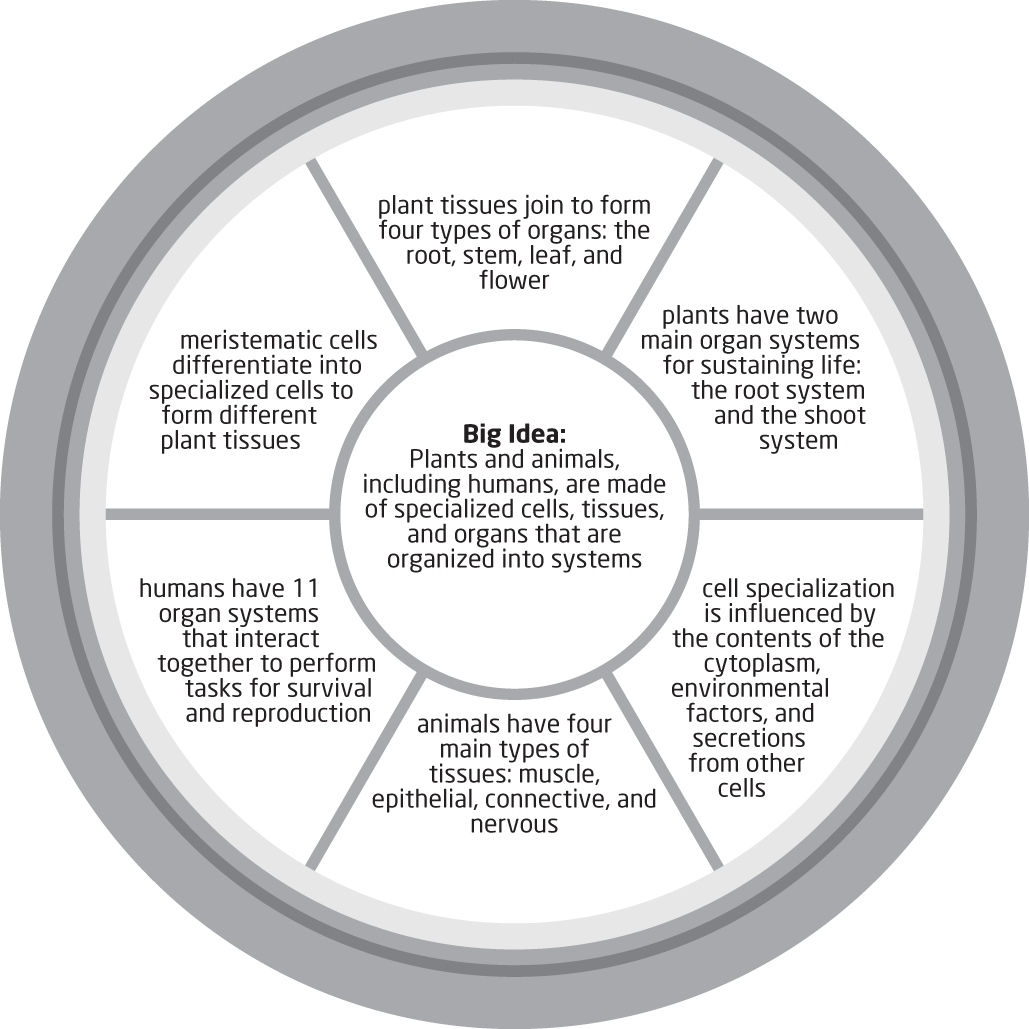 plant tissues join to form
four types of organs: the
root, stem, leaf, and
flower
plants have two
main organ systems
for sustaining life:
the root system
and the shoot
system
meristematic cells
differentiate into
specialized cells to
form different
plant tissues
Big Idea:
Plants and animals,
including humans, are made
of specialized cells, tissues,
and organs that are
organized into systems
humans have 11
organ systems
that interact
together to perform
tasks for survival
and reproduction
cell specialization
is influenced by
the contents of the
cytoplasm,
environmental
factors, and
secretions
from other
cells
animals have four
main types of
tissues: muscle,
epithelial, connective, and
nervous